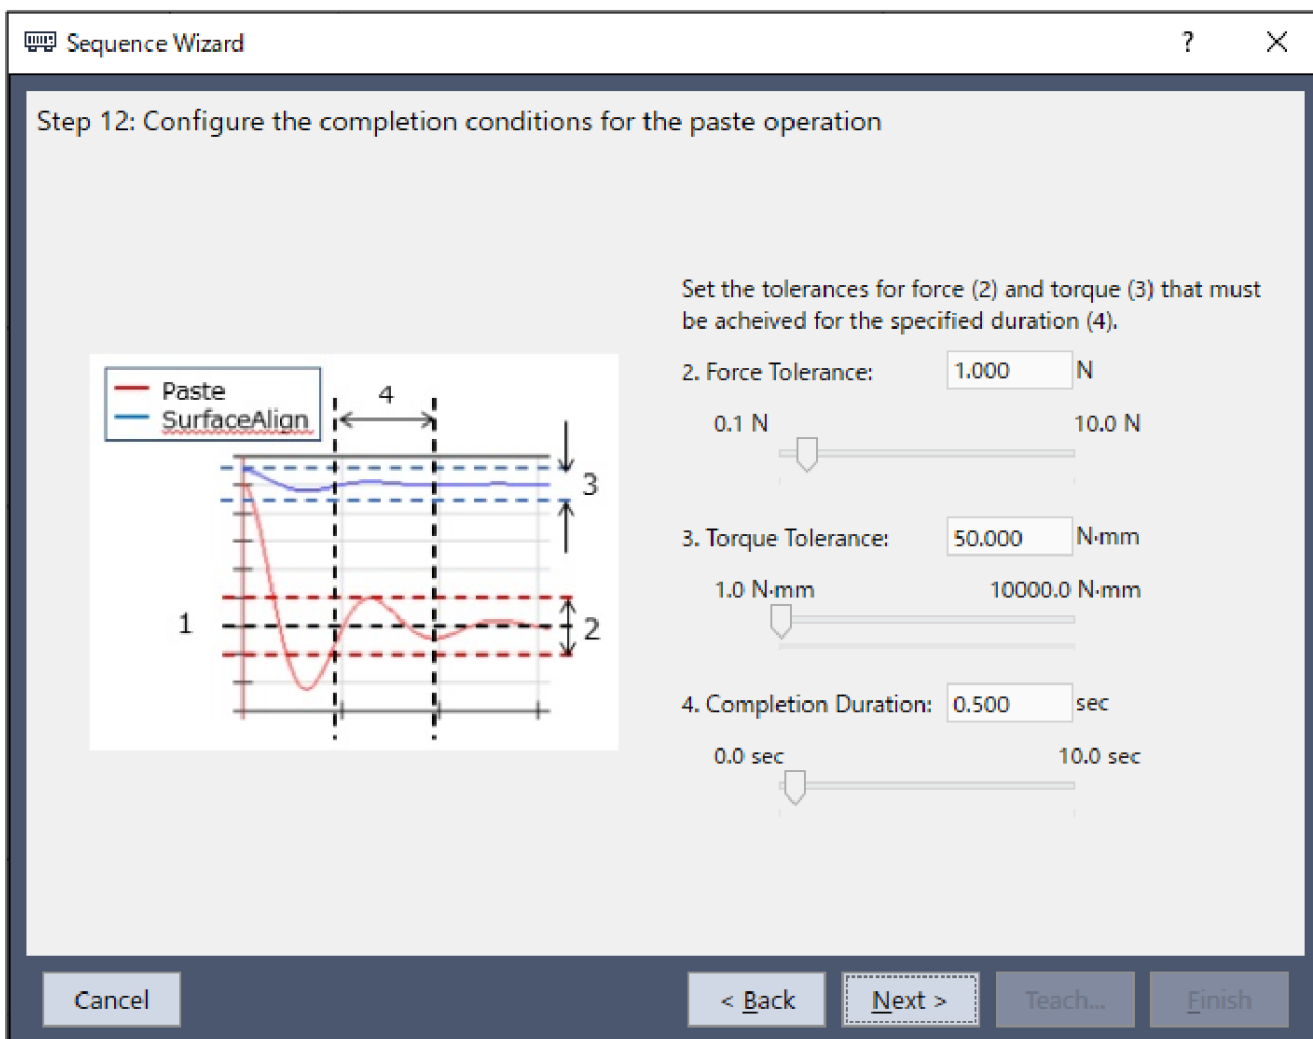 Sequence Wizard
?
Step 12: Configure the completion conditions for the paste operation
Set the tolerances for force (2) and torque (3) that must
be acheived for the specified duration (4).
Paste
SurfaceAlign
4
3
1
2
2. Force Tolerance:
1.000
N
0.1 N
10.0 N
3. Torque Tolerance:
50.000
N·mm
1.0 N·mm
10000.0 N·mm
4. Completion Duration:
0.500
sec
0.0 sec
10.0 sec
Cancel
< Back
Next >
Teach...
Finish